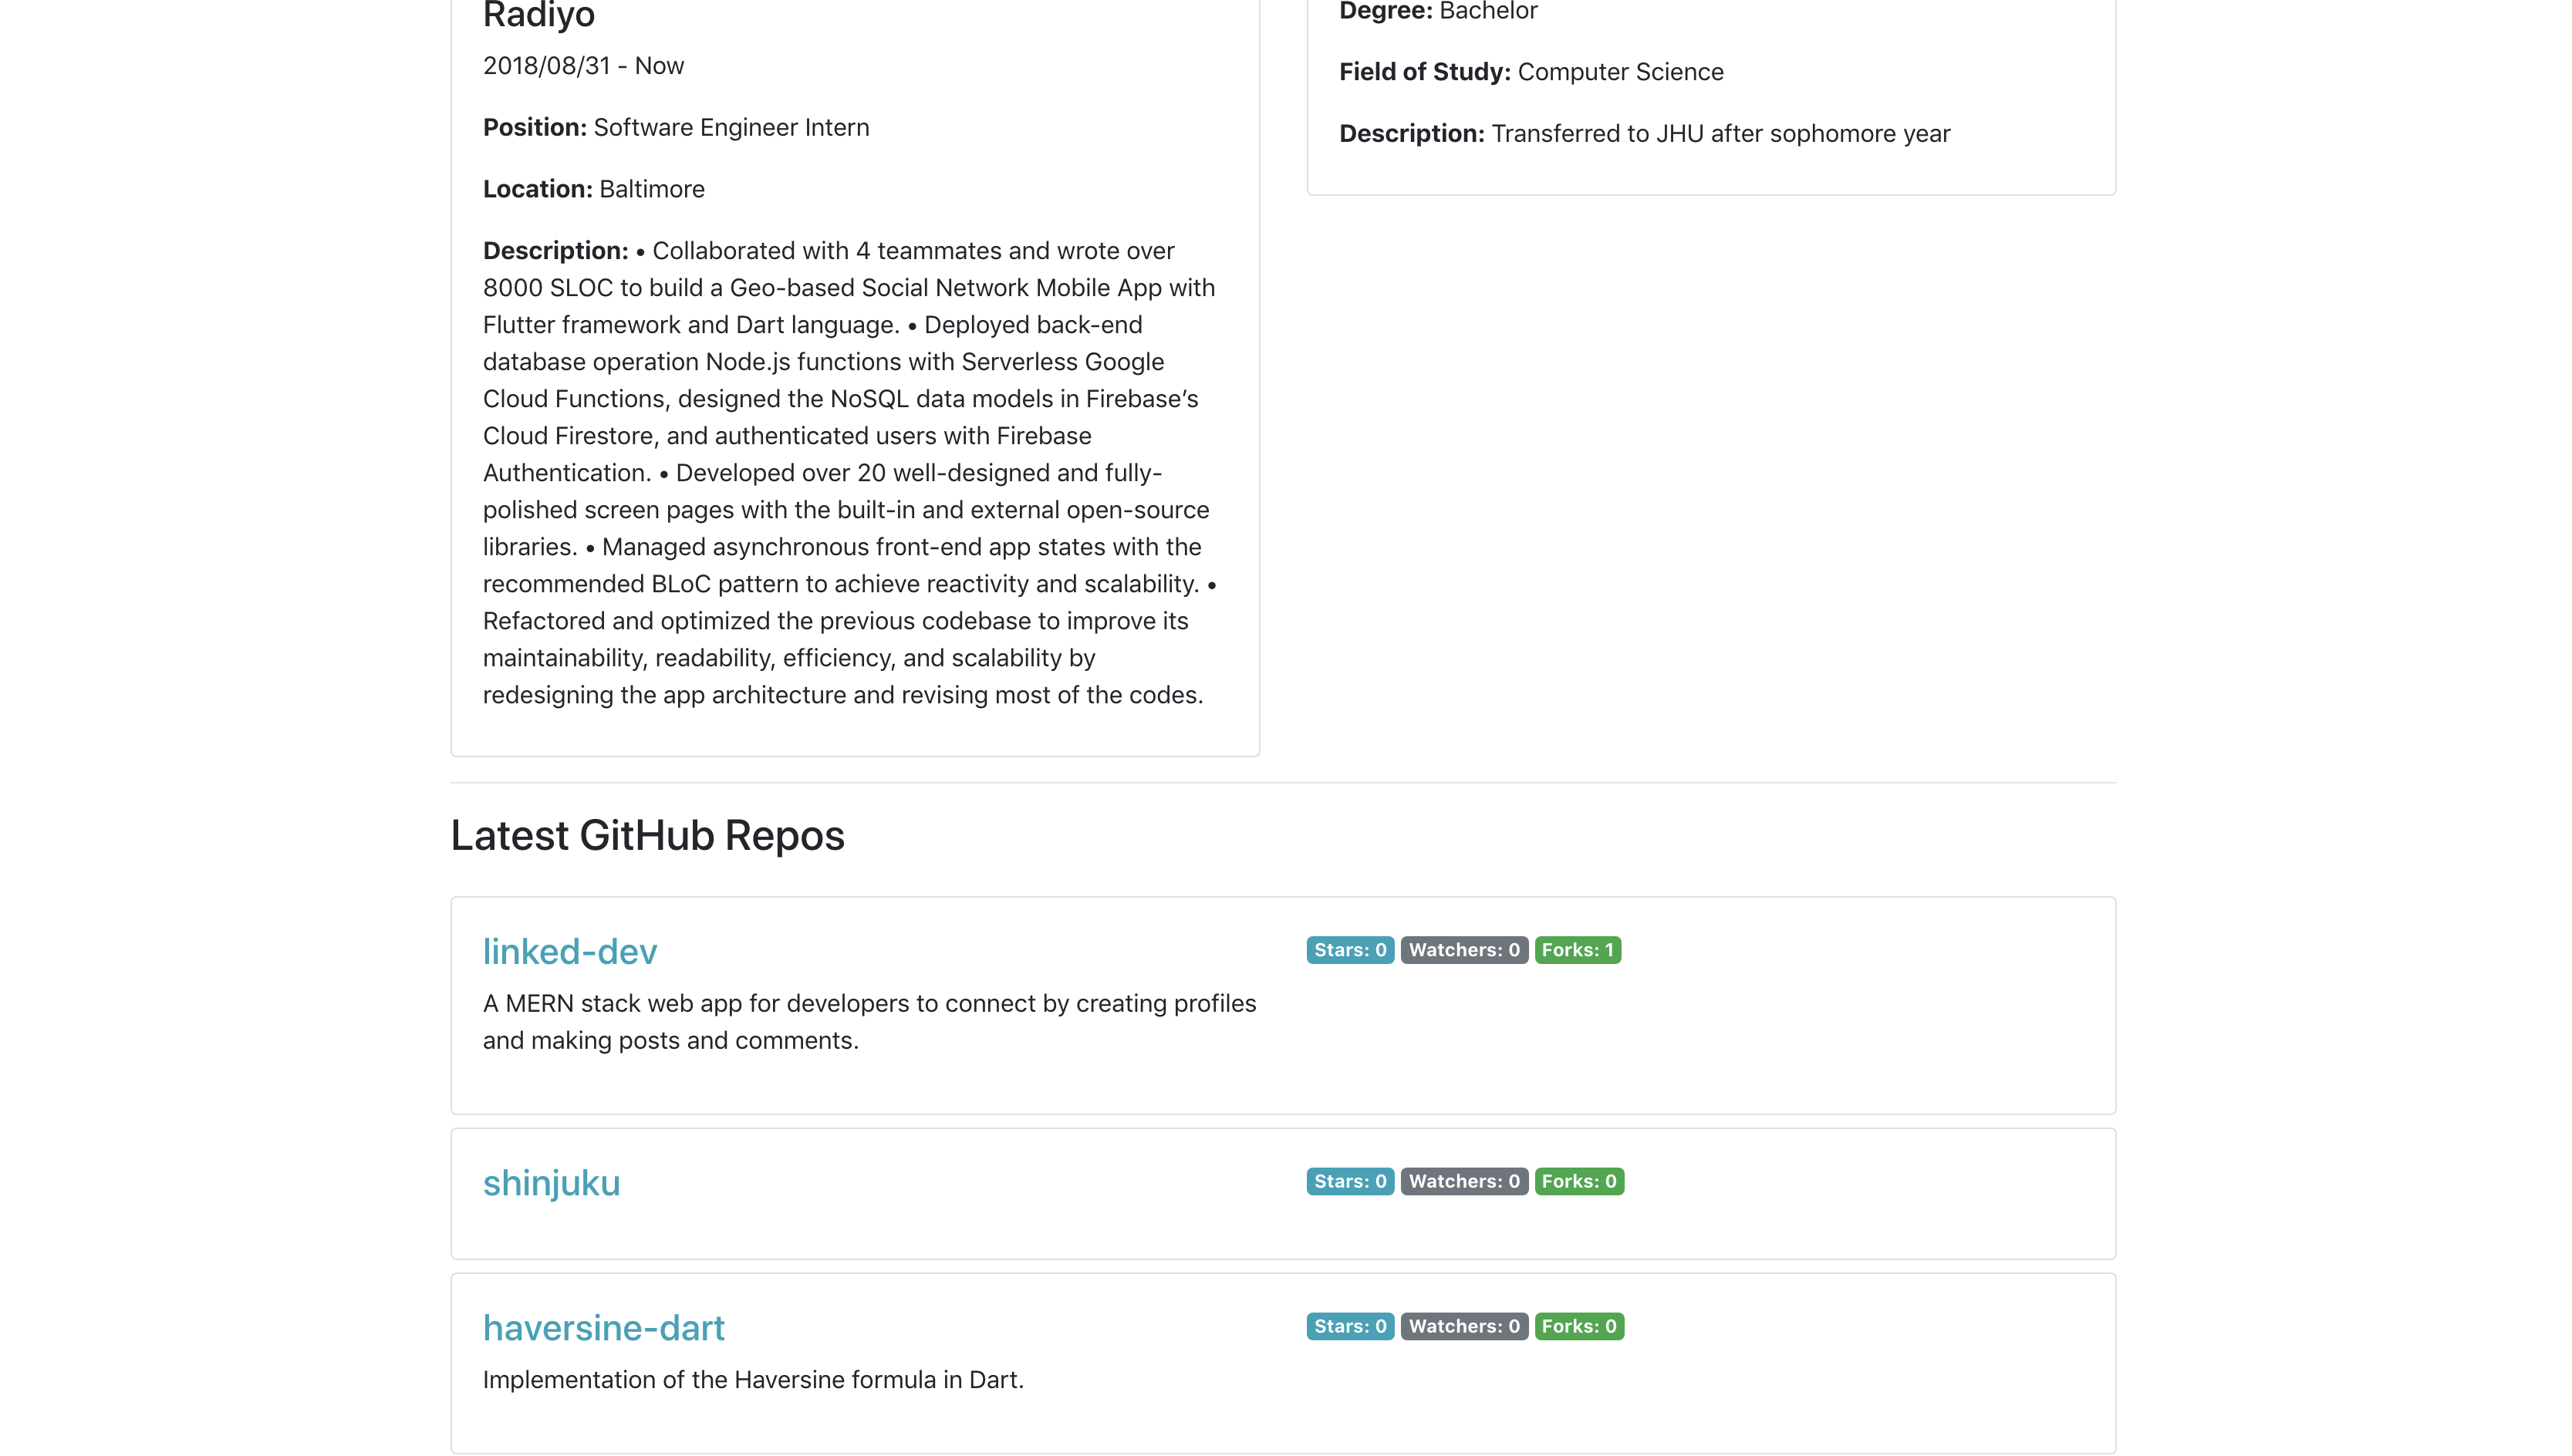 Radiyo
2018/08/31 - Now
Position: Software Engineer Intern
Location: Baltimore
Description: • Collaborated with 4 teammates and wrote over
8000 SLOC to build a Geo-based Social Network Mobile App with
Flutter framework and Dart language. • Deployed back-end
database operation Node.js functions with Serverless Google
Cloud Functions, designed the NoSQL data models in Firebase’s
Cloud Firestore, and authenticated users with Firebase
Authentication. • Developed over 20 well-designed and fully-
polished screen pages with the built-in and external open-source
libraries. • Managed asynchronous front-end app states with the
recommended BLoC pattern to achieve reactivity and scalability. •
Refactored and optimized the previous codebase to improve its
maintainability, readability, efficiency, and scalability by
redesigning the app architecture and revising most of the codes.
Degree: Bachelor
Field of Study: Computer Science
Description: Transferred to JHU after sophomore year
Latest GitHub Repos
linked-dev
A MERN stack web app for developers to connect by creating profiles
and making posts and comments.
Stars: 0 Watchers: 0 Forks: 1
shinjuku
Stars: 0 Watchers: 0 Forks: 0
haversine-dart
Implementation of the Haversine formula in Dart.
Stars: 0 Watchers: 0 Forks: 0